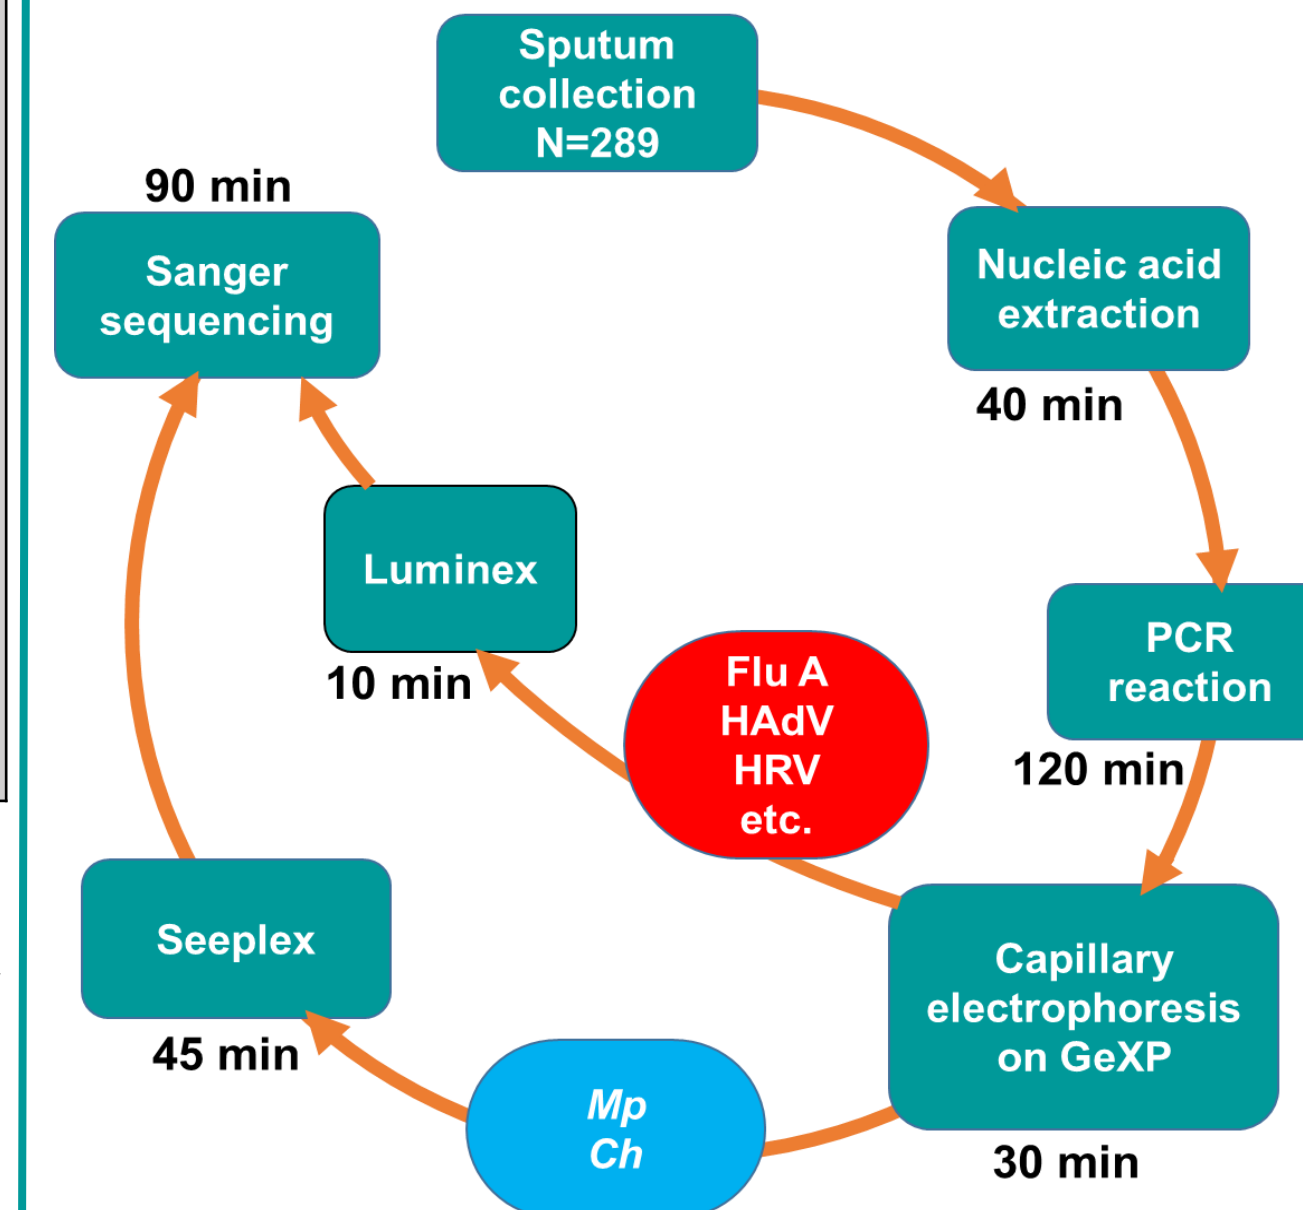 Sputum
collection
N=289
90 min
Sanger
sequencing
Nucleic acid
extraction
40 min
Luminex
10 min
PCR
reaction
120 min
Flu A
HAdV
HRV
etc.
Seeplex
45 min
Capillary
electrophoresis
on GeXP
30 min
Mp
Ch